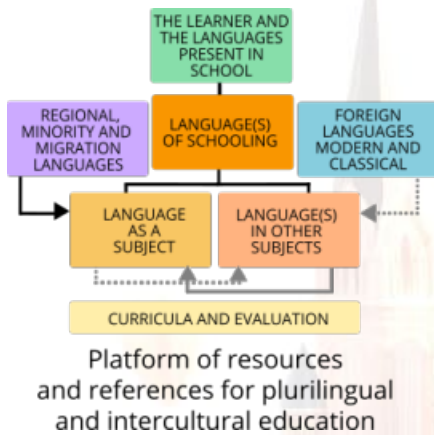 THE LEARNER AND
THE LANGUAGES
PRESENT IN
SCHOOL
REGIONAL,
MINORITY AND
MIGRATION
LANGUAGES
LANGUAGE(S)
OF SCHOOLING
FOREIGN
LANGUAGES
MODERN AND
CLASSICAL
LANGUAGE
AS A
SUBJECT
LANGUAGE(S)
IN OTHER
SUBJECTS
CURRICULA AND EVALUATION
Platform of resources
and references for plurilingual
and intercultural education